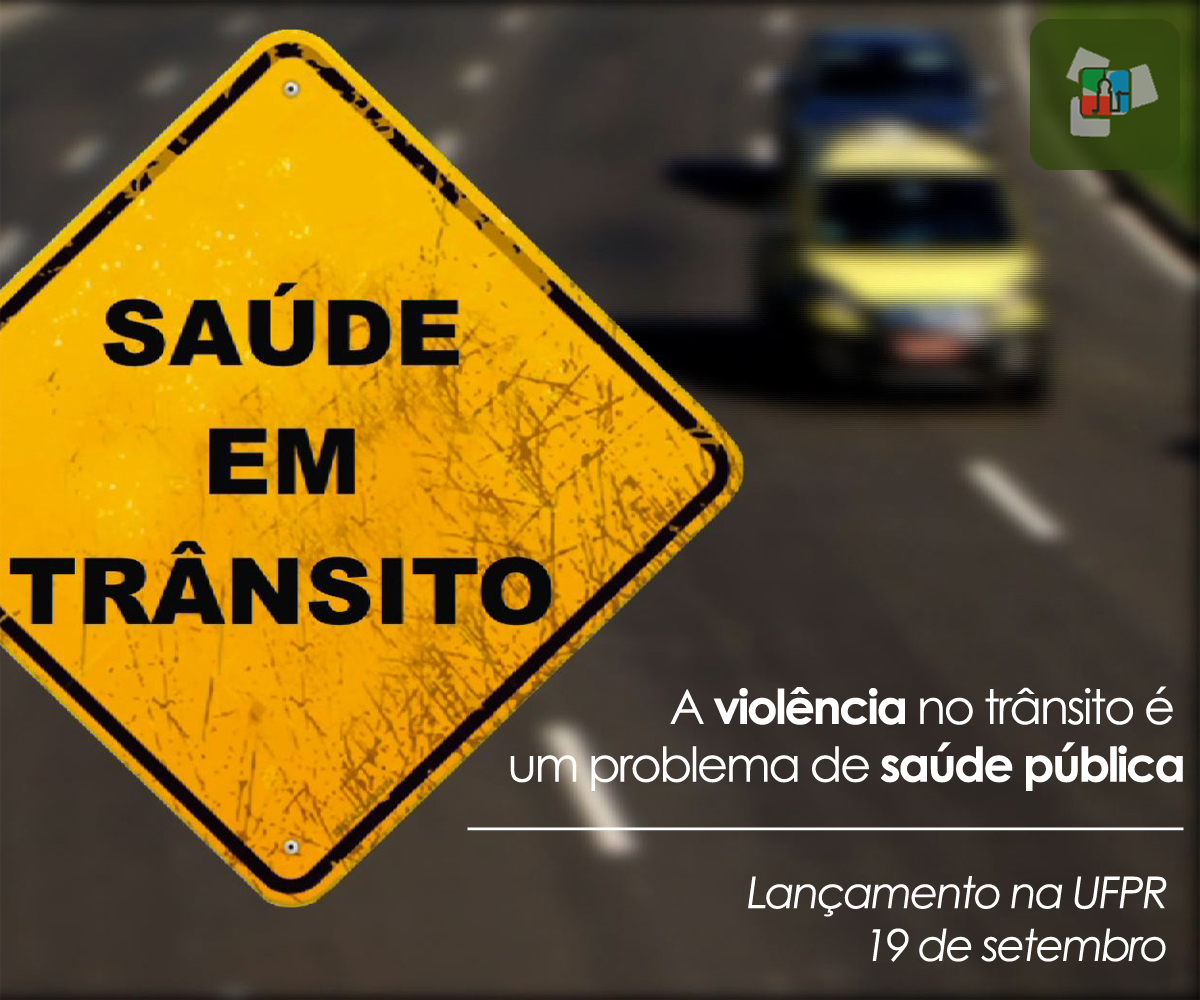 SAÚDE
EM
TRÂNSITO
A violência no trânsito é
um problema de saúde pública
Lançamento na UFPR
19 de setembro